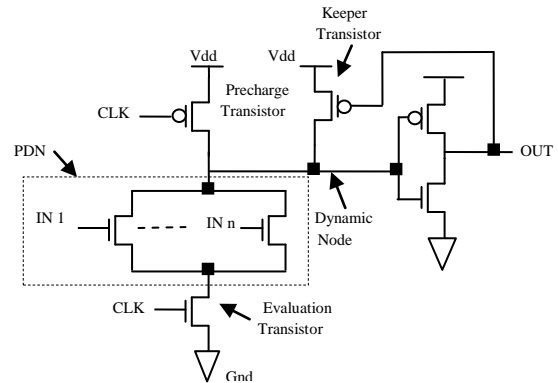 Keeper
Transistor
Vdd
Vdd
Precharge
Transistor
CLK
PDN
OUT
IN 1
IN n
Dynamic
Node
CLK
Evaluation
Transistor
Gnd